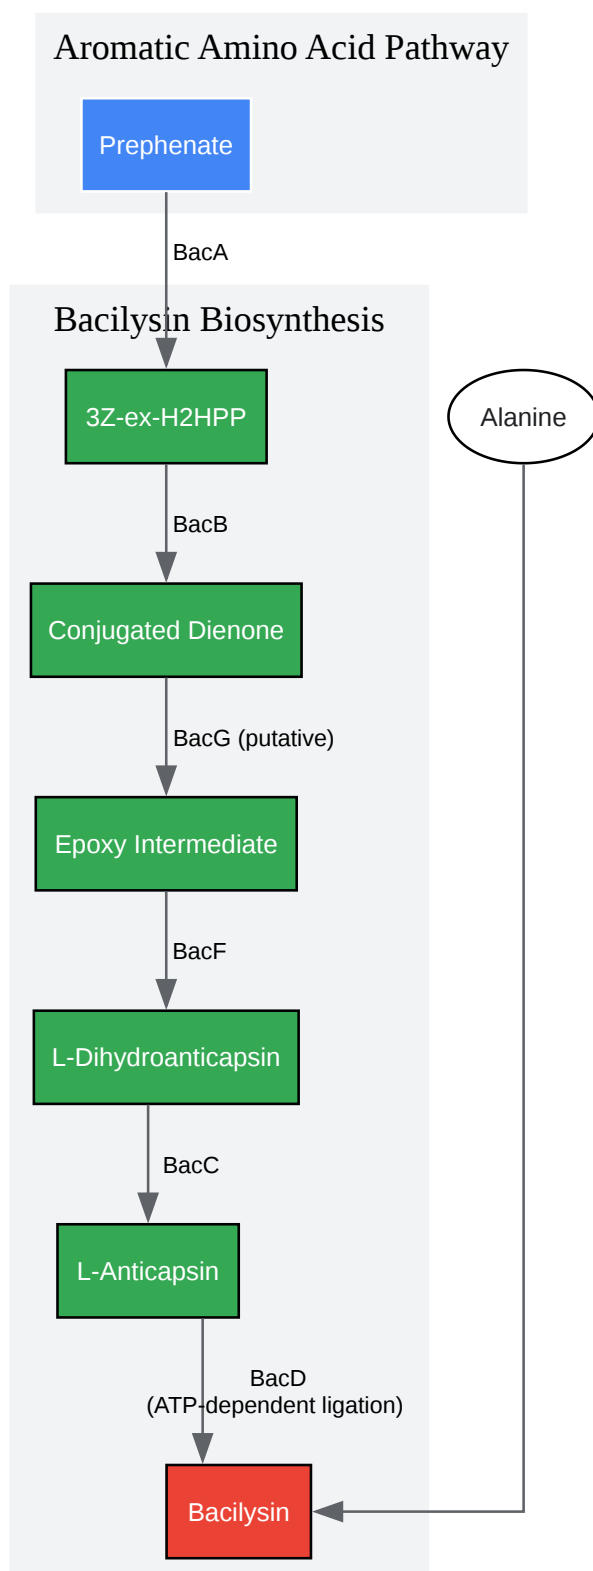 Aromatic Amino Acid Pathway
Prephenate
BacA
Bacilysin Biosynthesis
3Z-ex-H2HPP
Alanine
BacB
Conjugated Dienone
BacG (putative)
Epoxy Intermediate
BacF
L-Dihydroanticapsin
BacC
L-Anticapsin
BacD
(ATP-dependent ligation)
Bacilysin